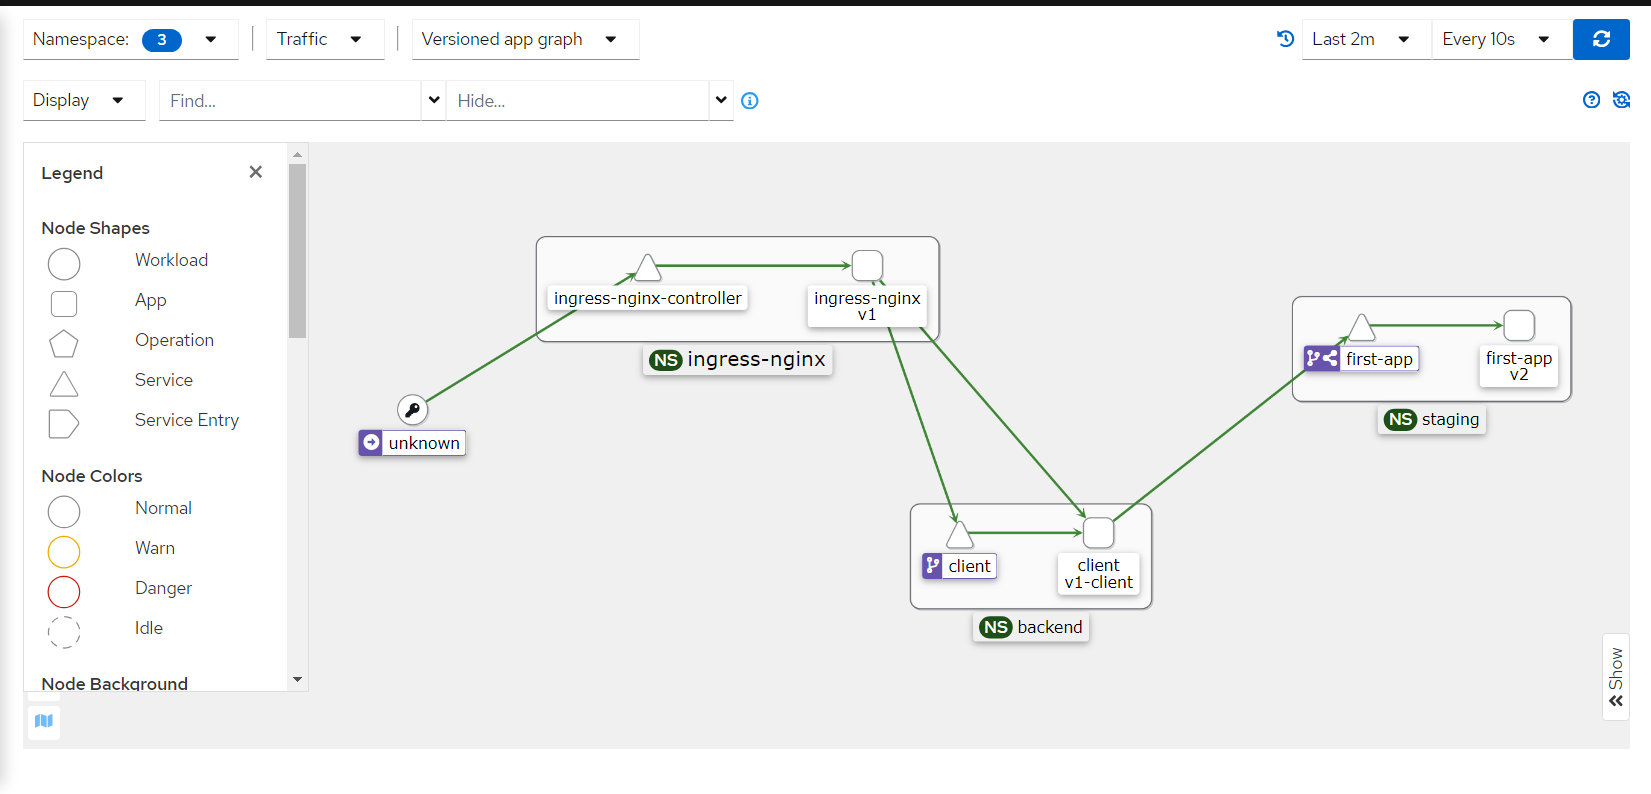 Namespace: 3 Traffic Versioned app graph Last 2m Every 10s
Display Find... Hide...
Legend
Node Shapes
Workload
App
Operation
Service
Service Entry
Node Colors
Normal
Warn
Danger
Idle
Node Background
ingress-nginx-controller
ingress-nginx
v1
NS ingress-nginx
unknown
first-app
first-app
v2
NS staging
client
client
v1-client
NS backend
Show